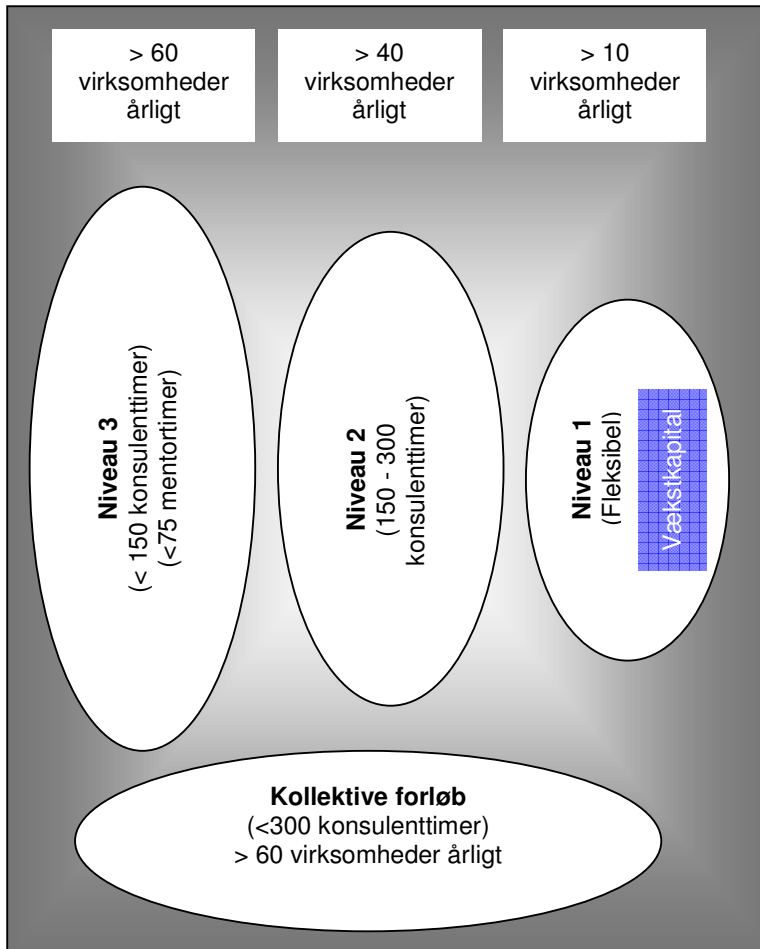 > 60
virksomheder
årligt
> 40
virksomheder
årligt
> 10
virksomheder
årligt
Niveau 3
(< 150 konsulenttimer)
(<75 mentortimer)
Niveau 2
(150 - 300
konsulenttimer)
Niveau 1
(Fleksibel)
Vækstkapital
Kollektive forløb
(<300 konsulenttimer)
> 60 virksomheder årligt